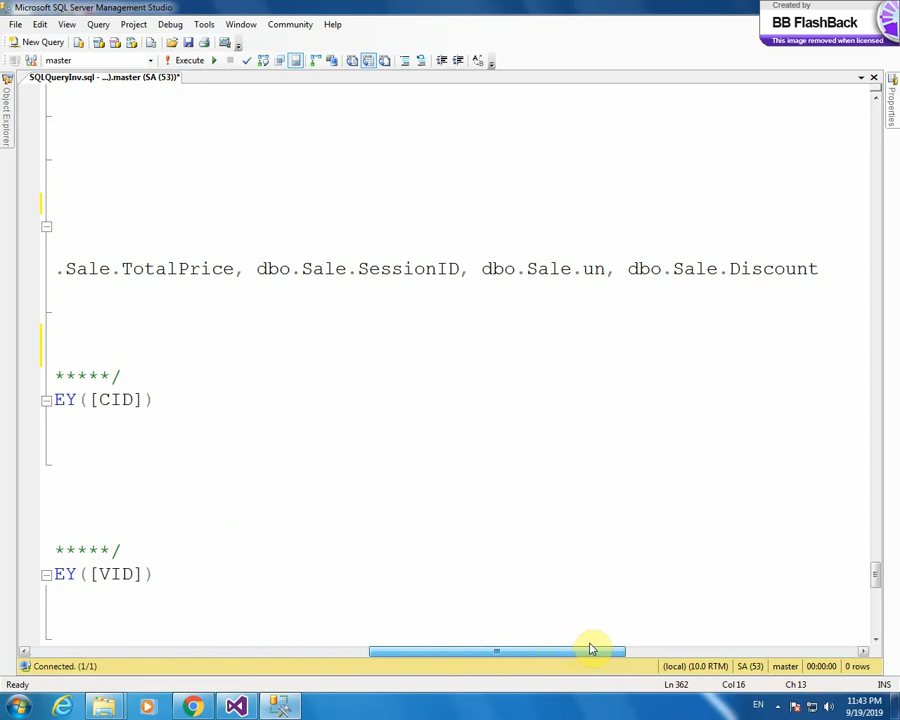 Microsoft SQL Server Management Studio
Created by
BB FlashBack
This image removed when licensed
File Edit View Query Project Debug Tools Window Community Help
New Query
master Execute
SQLQueryInv.sql - ...).master (SA (53))*
Object Explorer
Properties
.Sale.TotalPrice, dbo.Sale.SessionID, dbo.Sale.un, dbo.Sale.Discount
*****/
EY([CID])
*****/
EY([VID])
Connected. (1/1) (local) (10.0 RTM) SA (53) master 00:00:00 0 rows
Ready Ln 362 Col 16 Ch 13 INS
EN 11:43 PM
9/19/2019